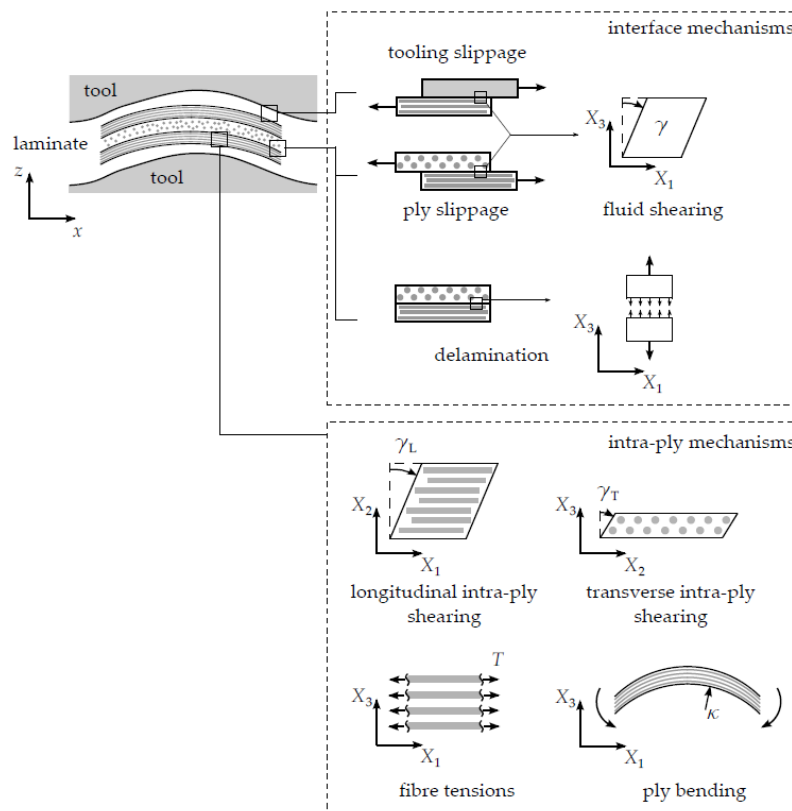 interface mechanisms
tooling slippage
tool
laminate
tool
z
x
X3
γ
X1
ply slippage
fluid shearing
X3
delamination
X1
intra-ply mechanisms
γL
X2
X1
longitudinal intra-ply
shearing
γT
X3
X2
transverse intra-ply
shearing
T
X3
X1
fibre tensions
X3
κ
X1
ply bending